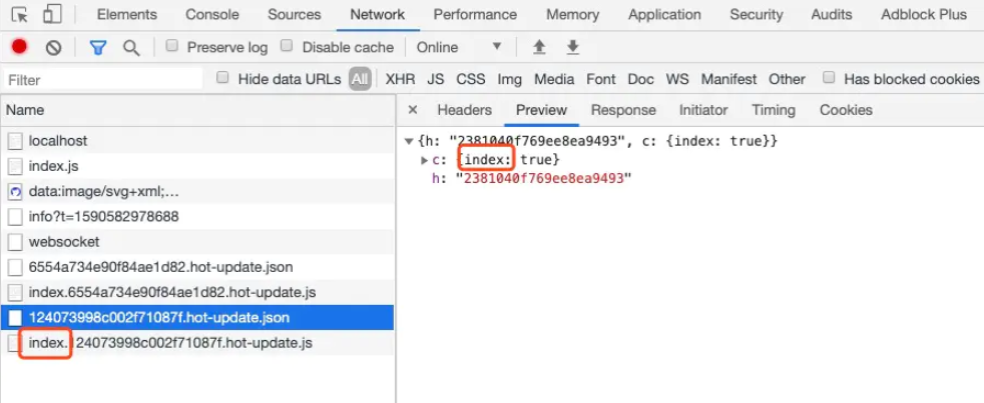 Elements Console Sources Network Performance Memory Application Security Audits Adblock Plus
Preserve log Disable cache Online
Filter Hide data URLs All XHR JS CSS Img Media Font Doc WS Manifest Other Has blocked cookies
Name × Headers Preview Response Initiator Timing Cookies
localhost
index.js
data:image/svg+xml;…
info?t=1590582978688
websocket
6554a734e90f84ae1d82.hot-update.json
index.6554a734e90f84ae1d82.hot-update.js
124073998c002f71087f.hot-update.json
index.124073998c002f71087f.hot-update.js
{h: "2381040f769ee8ea9493", c: {index: true}}
c: {index: true}
h: "2381040f769ee8ea9493"